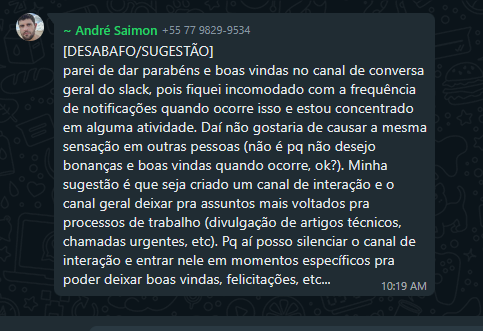 ~ André Saimon +55 77 9829-9534
[DESABAFO/SUGESTÃO]
parei de dar parabéns e boas vindas no canal de conversa
geral do slack, pois fiquei incomodado com a frequência
de notificações quando ocorre isso e estou concentrado
em alguma atividade. Daí não gostaria de causar a mesma
sensação em outras pessoas (não é pq não desejo
bonanças e boas vindas quando ocorre, ok?). Minha
sugestão é que seja criado um canal de interação e o
canal geral deixar pra assuntos mais voltados pra
processos de trabalho (divulgação de artigos técnicos,
chamadas urgentes, etc). Pq aí posso silenciar o canal de
interação e entrar nele em momentos específicos pra
poder deixar boas vindas, felicitações, etc...
10:19 AM